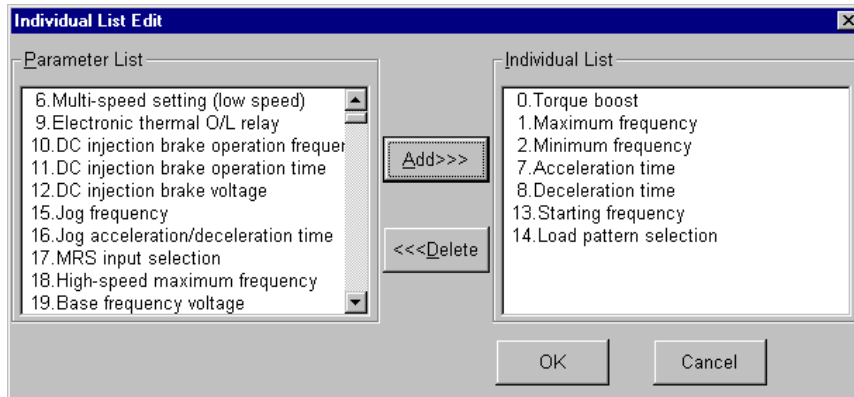 Individual List Edit
Parameter List
6.Multi-speed setting (low speed)
9.Electronic thermal O/L relay
10.DC injection brake operation frequen
11.DC injection brake operation time
12.DC injection brake voltage
15.Jog frequency
16.Jog acceleration/deceleration time
17.MRS input selection
18.High-speed maximum frequency
19.Base frequency voltage
Add>>>
<<<Delete
Individual List
0.Torque boost
1.Maximum frequency
2.Minimum frequency
7.Acceleration time
8.Deceleration time
13.Starting frequency
14.Load pattern selection
OK
Cancel